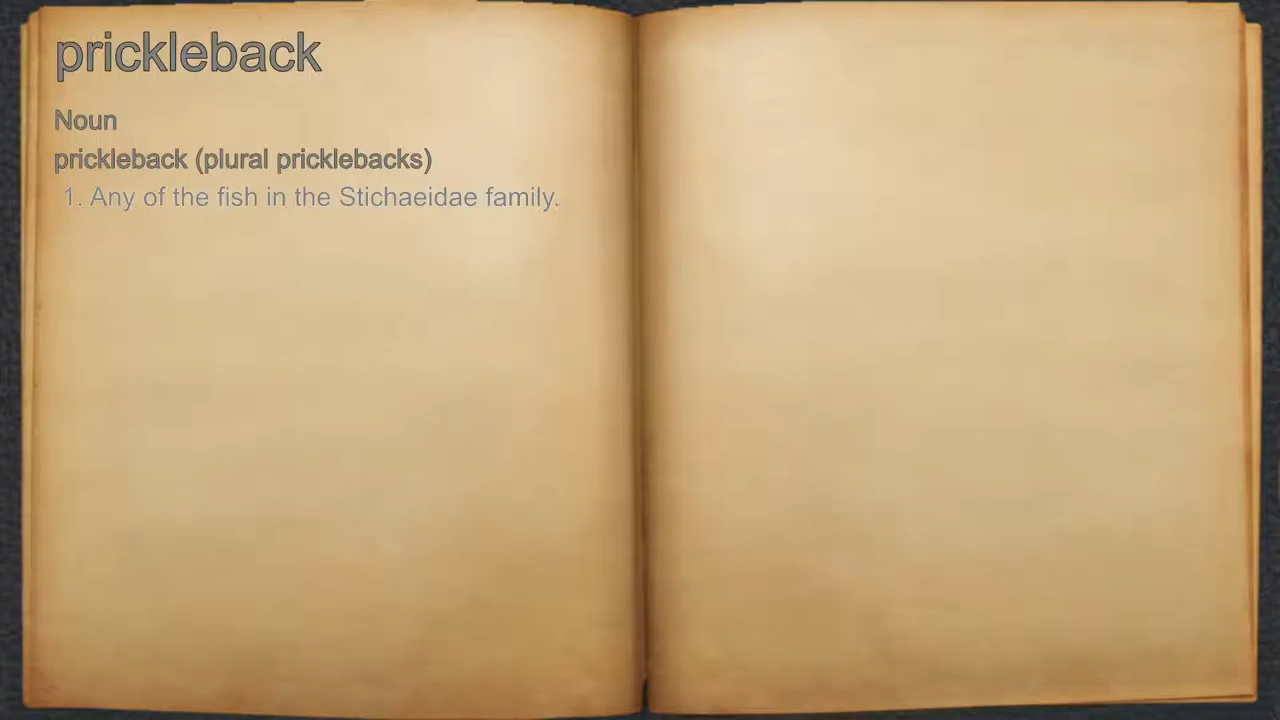 prickleback
Noun
prickleback (plural pricklebacks)
1. Any of the fish in the Stichaeidae family.